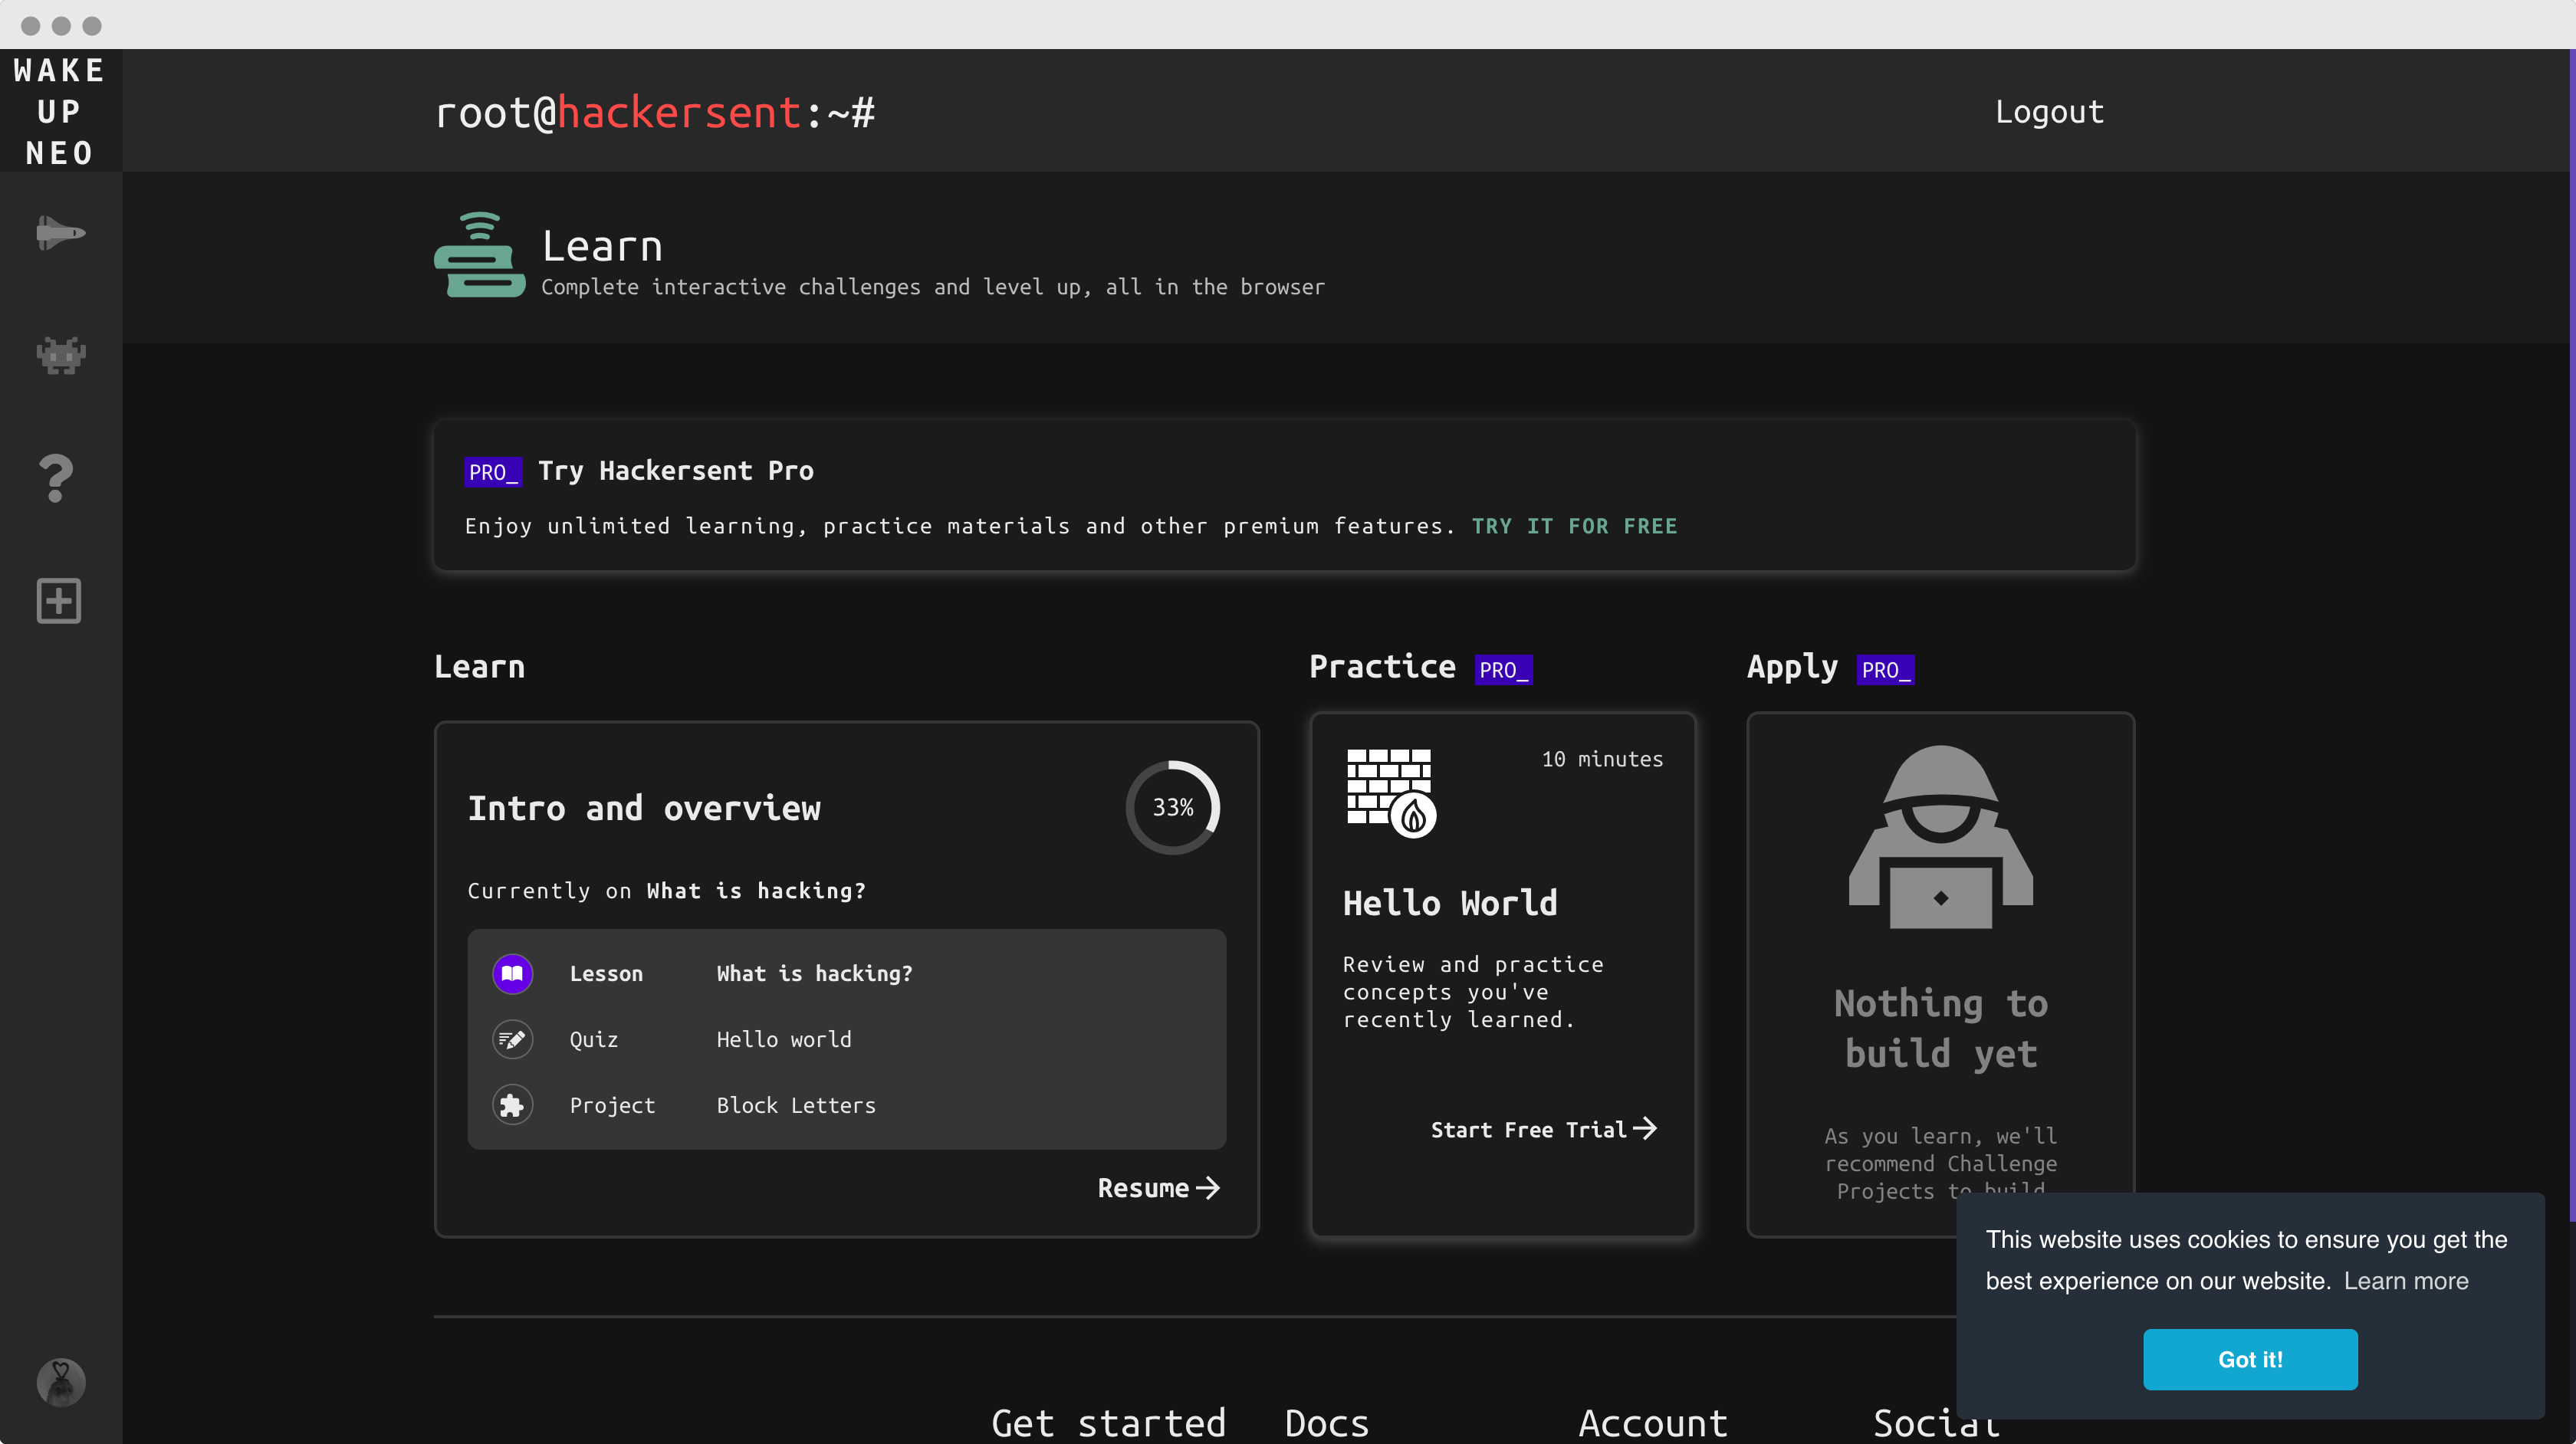 WAKE
UP
NEO
root@hackersent:~#
Logout
Learn
Complete interactive challenges and level up, all in the browser
PRO_ Try Hackersent Pro
Enjoy unlimited learning, practice materials and other premium features. TRY IT FOR FREE
Learn
Intro and overview
33%
Currently on What is hacking?
Lesson What is hacking?
Quiz Hello world
Project Block Letters
Resume
Practice PRO_
10 minutes
Hello World
Review and practice
concepts you've
recently learned.
Start Free Trial
Apply PRO_
Nothing to
build yet
As you learn, we'll
recommend Challenge
Projects to build
This website uses cookies to ensure you get the
best experience on our website. Learn more
Got it!
Get started
Docs
Account
Social